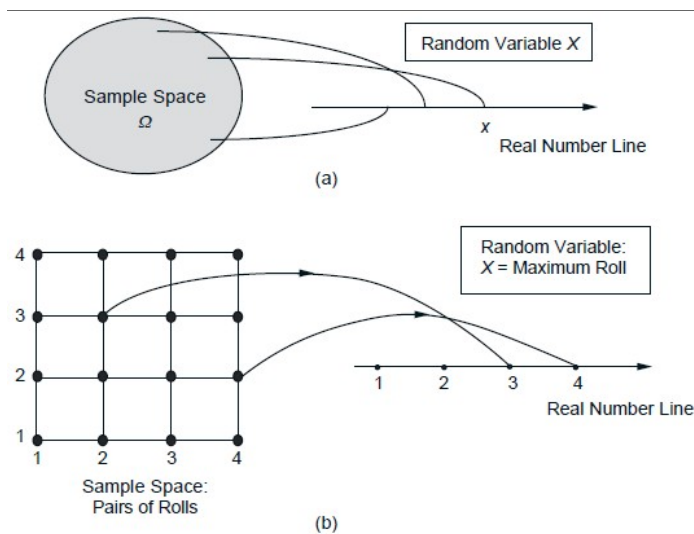 Random Variable X
Sample Space
Ω
x
Real Number Line
(a)
4
3
2
1
1 2 3 4
Sample Space:
Pairs of Rolls
Random Variable:
X = Maximum Roll
1 2 3 4
Real Number Line
(b)